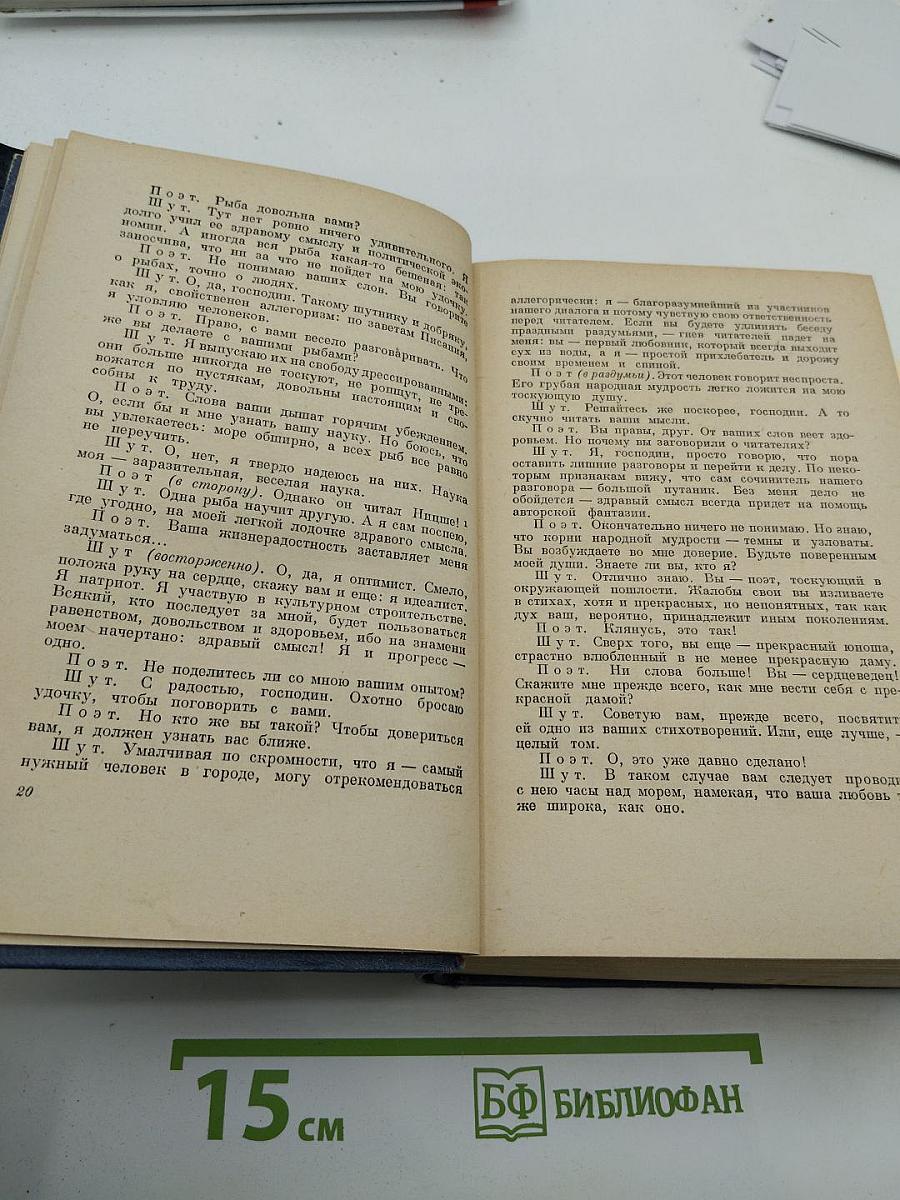 Поэт. Рыба довольна вами?
Шут. Тут нет ровно ничего удивительного. Я
долго учил ее здравому смыслу и политической эко-
номии. А иногда вся рыба какая-то бешеная: так
заносчива, что ни за что не пойдет на мою удочку.
Поэт. Не понимаю ваших слов. Вы говорите
о рыбах, точно о людях.
Шут. О, да, господин. Такому шутнику и добряку,
как я, свойственен аллегоризм: по заветам Писаний,
я уловляю человеков.
Поэт. Право, с вами весело разговаривать. Что
же вы делаете с вашими рыбами?
Шут. Я выпускаю их на свободу дрессированными:
они больше никогда не тоскуют, не ропщут, не тре-
вожатся по пустякам, довольны настоящим и спо-
собны к труду.
Поэт. Слова ваши дышат горячим убеждением.
О, если бы и мне узнать вашу науку. Но боюсь, что
вы увлекаетесь: море обширно, а всех рыб все равно
не переучить.
Шут. О, нет, я твердо надеюсь на них. Наука
моя — заразительная, веселая наука.
Поэт (в сторону). Однако он читал Ницше! ¹
Шут. Одна рыба научит другую. А я сам поспею,
где угодно, на моей легкой лодочке здравого смысла.
Поэт. Ваша жизнерадость заставляет меня
задуматься...
Шут (восторженно). О, да, я оптимист. Смело,
положа руку на сердце, скажу вам и еще: я идеалист.
Я патриот. Я участвую в культурном строительстве.
Всякий, кто последует за мной, будет пользоваться
равенством, довольством и здоровьем, ибо на знамени
моем начертано: здравый смысл! Я и прогресс —
одно.
Поэт. Не поделитесь ли со мною вашим опытом?
Шут. С радостью, господин. Охотно бросаю
удочку, чтобы поговорить с вами.
Поэт. Но кто же вы такой? Чтобы довериться
вам, я должен узнать вас ближе.
Шут. Умалчивая по скромности, что я — самый
нужный человек в городе, могу отрекомендоваться
20
аллегорически: я — благоразумнейший из участников
нашего диалога и потому чувствую свою ответственность
перед читателем. Если вы будете удлинять беседу
праздными раздумьями, — гнев читателей падет на
меня: вы — первый любовник, который всегда выходит
сух из воды, а я — простой прихлебатель и дорожу
своим временем и спиной.
Поэт (в раздумьи). Этот человек говорит неспроста.
Его грубая народная мудрость легко ложится на мою
тоскующую душу.
Шут. Решайтесь же поскорее, господин. А то
скучно читать ваши мысли.
Поэт. Вы правы, друг. От ваших слов веет здо-
ровьем. Но почему вы заговорили о читателях?
Шут. Я, господин, просто говорю, что пора
оставить лишние разговоры и перейти к делу. По неко-
торым признакам вижу, что сам сочинитель нашего
разговора — большой путаник. Без меня дело не
обойдется — здравый смысл всегда придет на помощь
авторской фантазии.
Поэт. Окончательно ничего не понимаю. Но знаю,
что корни народной мудрости — темны и узловаты.
Вы возбуждаете во мне доверие. Будьте поверенным
моей души. Знаете ли вы, кто я?
Шут. Отлично знаю. Вы — поэт, тоскующий в
окружающей пошлости. Жалобы свои вы изливаете
в стихах, хотя и прекрасных, но непонятных, так как
дух ваш, вероятно, принадлежит иным поколениям.
Поэт. Клянусь, это так!
Шут. Сверх того, вы еще — прекрасный юноша,
страстно влюбленный в не менее прекрасную даму.
Поэт. Ни слова больше! Вы — сердцеведец!
Скажите мне прежде всего, как мне вести себя с пре-
красной дамой?
Шут. Советую вам, прежде всего, посвятит
ей одно из ваших стихотворений. Или, еще лучше, —
целый том.
Поэт. О, это уже давно сделано!
Шут. В таком случае вам следует проводи
с нею часы над морем, намекая, что ваша любовь т
же широка, как оно.
15 см
БФ БИБЛИОФАН